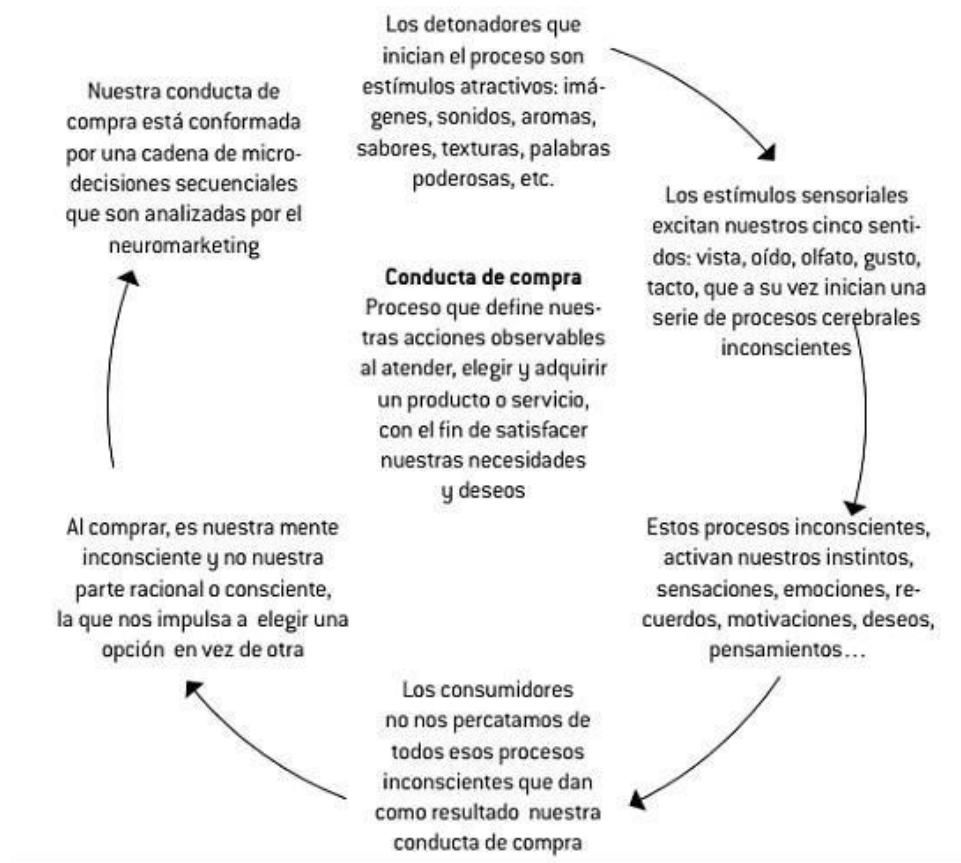 Los detonadores que
inician el proceso son
estímulos atractivos: imá-
genes, sonidos, aromas,
sabores, texturas, palabras
poderosas, etc.
Los estímulos sensoriales
excitan nuestros cinco senti-
dos: vista, oído, olfato, gusto,
tacto, que a su vez inician una
serie de procesos cerebrales
inconscientes
Estos procesos inconscientes,
activan nuestros instintos,
sensaciones, emociones, re-
cuerdos, motivaciones, deseos,
pensamientos...
Los consumidores
no nos percatamos de
todos esos procesos
inconscientes que dan
como resultado nuestra
conducta de compra
Al comprar, es nuestra mente
inconsciente y no nuestra
parte racional o consciente,
la que nos impulsa a elegir una
opción en vez de otra
Nuestra conducta de
compra está conformada
por una cadena de micro-
decisiones secuenciales
que son analizadas por el
neuromarketing
Conducta de compra
Proceso que define nues-
tras acciones observables
al atender, elegir y adquirir
un producto o servicio,
con el fin de satisfacer
nuestras necesidades
y deseos